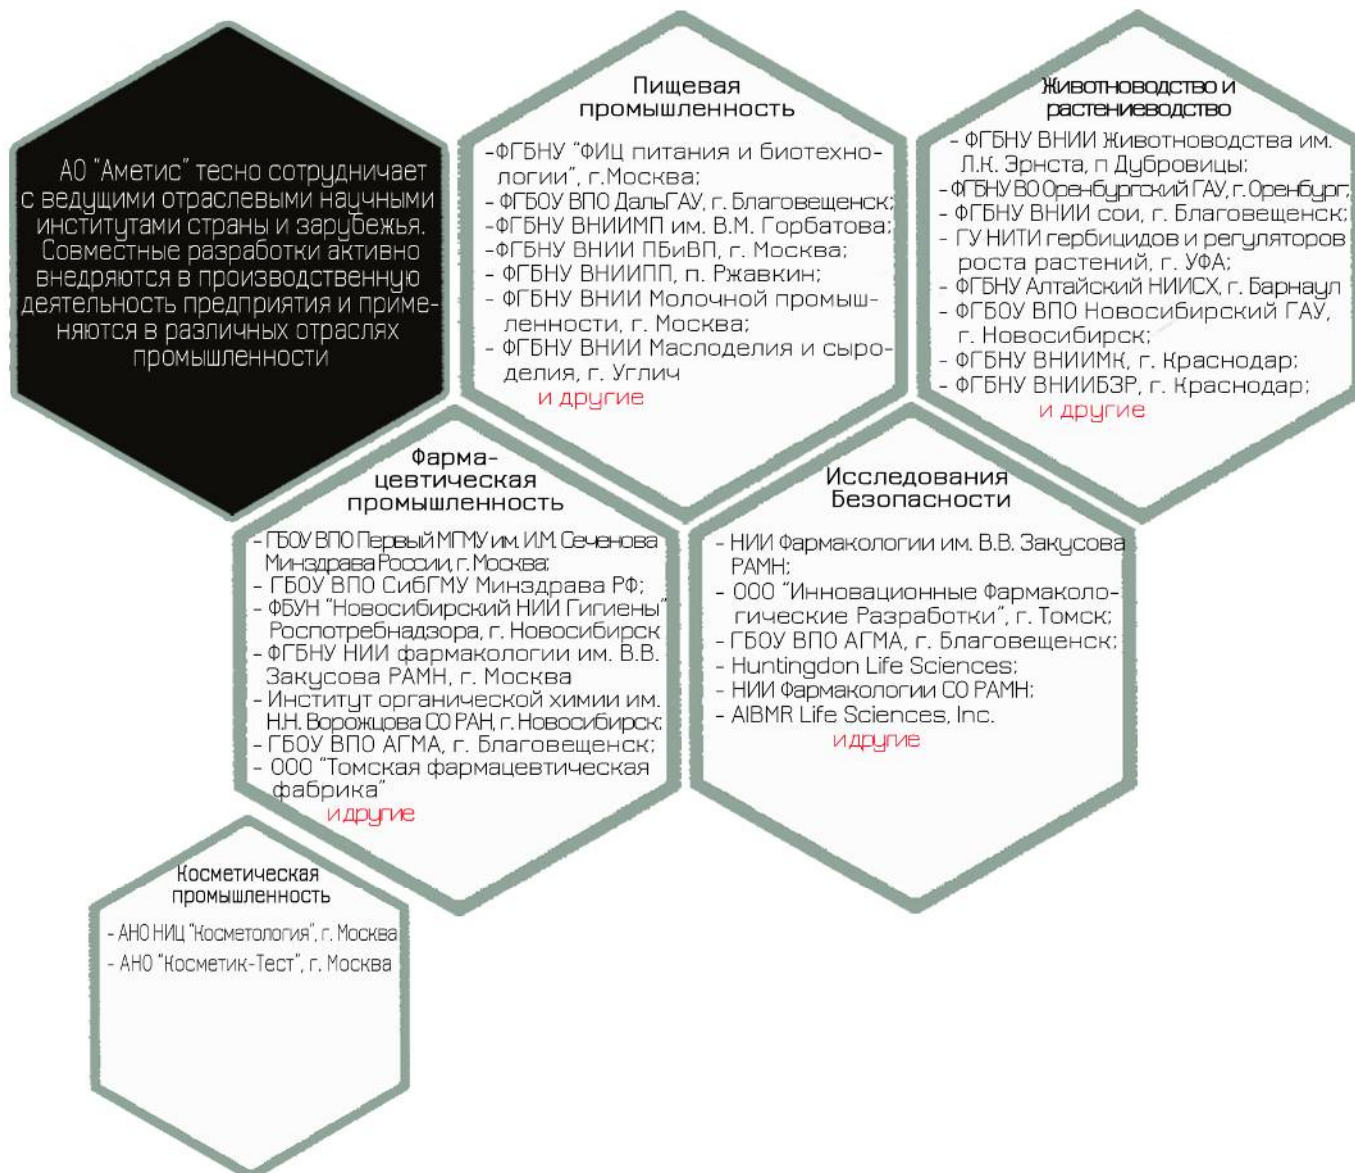 АО "Аметис" тесно сотрудничает
с ведущими отраслевыми научными
институтами страны и зарубежья.
Совместные разработки активно
внедряются в производственную
деятельность предприятия и приме-
няются в различных отраслях
промышленности
Пищевая
промышленность
-ФГБНУ "ФИЦ питания и биотехно-
логии", г.Москва;
- ФГБОУ ВПО ДальГАУ, г. Благовещенск;
-ФГБНУ ВНИИМП им. В.М. Горбатова;
-ФГБНУ ВНИИ ПБиВП, г. Москва;
- ФГБНУ ВНИИПП, п. Ржавкин;
- ФГБНУ ВНИИ Молочной промыш-
ленности, г. Москва;
- ФГБНУ ВНИИ Маслоделия и сыро-
делия, г. Углич
и другие
Животноводство и
растениеводство
- ФГБНУ ВНИИ Животноводства им.
Л.К. Эрнста, п Дубровицы;
-ФГБНУ ВО Оренбургский ГАУ, г. Оренбург;
- ФГБНУ ВНИИ сои, г. Благовещенск;
- ГУ НИТИ гербицидов и регуляторов
роста растений, г. УФА;
- ФГБНУ Алтайский НИИСХ, г. Барнаул
- ФГБОУ ВПО Новосибирский ГАУ,
г. Новосибирск;
- ФГБНУ ВНИИМК, г. Краснодар;
- ФГБНУ ВНИИБЗР, г. Краснодар;
и другие
Фарма-
цевтическая
промышленность
- ГБОУ ВПО Первый МГМУ им. И.М. Сеченова
Минздрава России, г. Москва;
- ГБОУ ВПО СибГМУ Минздрава РФ;
- ФБУН "Новосибирский НИИ Гигиены"
Роспотребнадзора, г. Новосибирск
- ФГБНУ НИИ фармакологии им. В.В.
Закусова РАМН, г. Москва
- Институт органической химии им.
Н.Н. Ворожцова СО РАН, г. Новосибирск;
- ГБОУ ВПО АГМА, г. Благовещенск;
- ООО "Томская фармацевтическая
фабрика"
и другие
Исследования
Безопасности
- НИИ Фармакологии им. В.В. Закусова
РАМН;
- ООО "Инновационные Фармаколо-
гические Разработки", г. Томск;
- ГБОУ ВПО АГМА, г. Благовещенск;
- Huntingdon Life Sciences;
- НИИ Фармакологии СО РАМН;
- AIBMR Life Sciences, Inc.
и другие
Косметическая
промышленность
- АНО НИЦ "Косметология", г. Москва
- АНО "Косметик-Тест", г. Москва